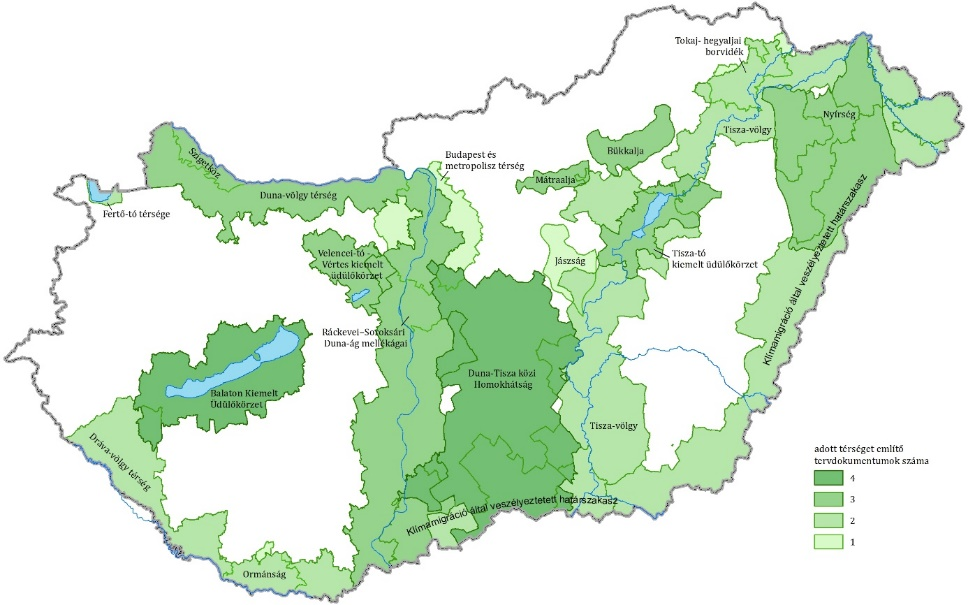 Tokaj- hegyaljai
borvidék
Nyírség
Tisza-völgy
Bükkalja
Szigetköz
Budapest és
metropolisz térség
Mátraalja
Duna-völgy térség
Fertő-tó térsége
Velencei-tó
Vértes kiemelt
üdülőkörzet
Jászság
Tisza-tó
kiemelt üdülőkörzet
Klímamigráció által veszélyeztetett határszakasz
Ráckevei–Soroksári
Duna-ág mellékágai
Duna-Tisza közi
Homokhátság
Balaton Kiemelt
Üdülőkörzet
Tisza-völgy
Dráva-völgy térség
adott térséget említő
tervdokumentumok száma
4
3
2
1
Klímamigráció által veszélyeztetett határszakasz
Ormánság